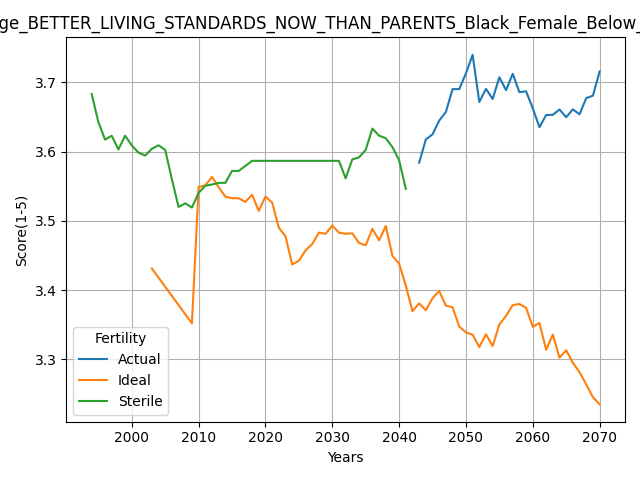 ge_BETTER_LIVING_STANDARDS_NOW_THAN_PARENTS_Black_Female_Below_
3.7
3.6
3.5
3.4
3.3
Score(1-5)
Fertility
Actual
Ideal
Sterile
2000 2010 2020 2030 2040 2050 2060 2070
Years